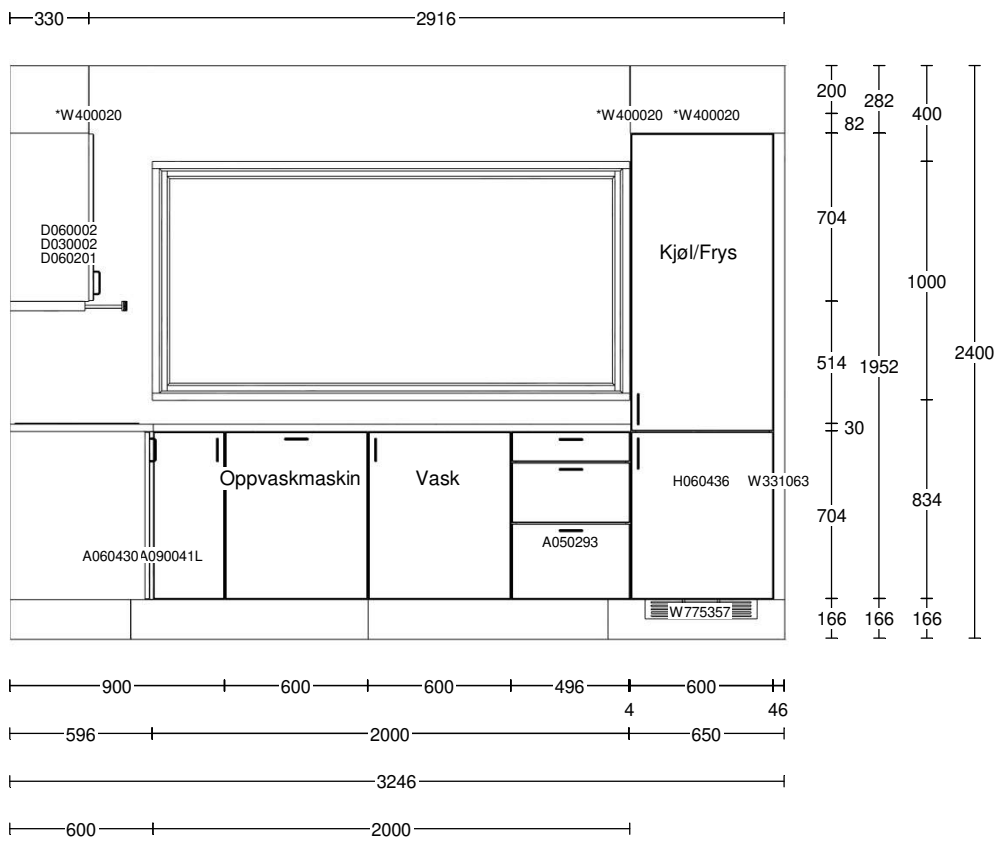 330 2916
*W400020 *W400020 *W400020
200 282 400
82
D060002
D030002
D060201
704
Kjøl/Frys
1000
514 1952 2400
30
Oppvaskmaskin Vask
H060436 W331063
834
704
A060430 A090041L A050293
W775357
166 166 166
900 600 600 496 600
4 46
596 2000 650
3246
600 2000